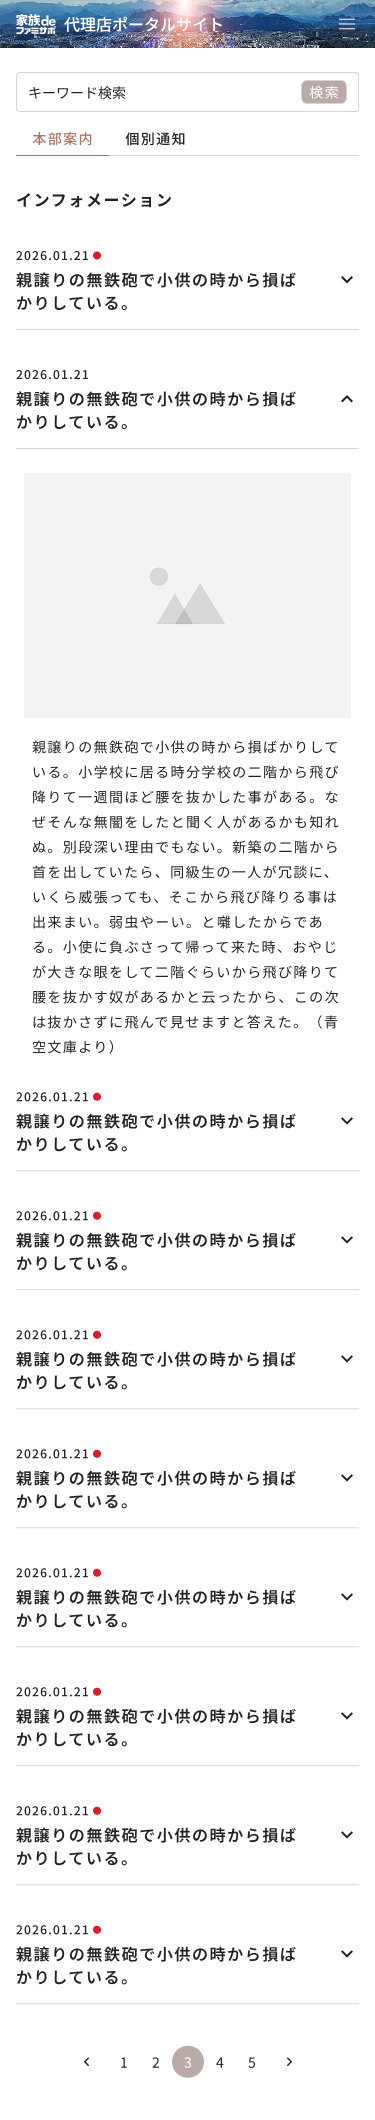 家族de
ファミサポ
代理店ポータルサイト
キーワード検索
検索
本部案内
個別通知
インフォメーション
2026.01.21
親譲りの無鉄砲で小供の時から損ば
かりしている。
2026.01.21
親譲りの無鉄砲で小供の時から損ば
かりしている。
親譲りの無鉄砲で小供の時から損ばかりして
いる。小学校に居る時分学校の二階から飛び
降りて一週間ほど腰を抜かした事がある。な
ぜそんな無闇をしたと聞く人があるかも知れ
ぬ。別段深い理由でもない。新築の二階から
首を出していたら、同級生の一人が冗談に、
いくら威張っても、そこから飛び降りる事は
出来まい。弱虫やーい。と囃したからであ
る。小使に負ぶさって帰って来た時、おやじ
が大きな眼をして二階ぐらいから飛び降りて
腰を抜かす奴があるかと云ったから、この次
は抜かさずに飛んで見せますと答えた。（青
空文庫より）
2026.01.21
親譲りの無鉄砲で小供の時から損ば
かりしている。
2026.01.21
親譲りの無鉄砲で小供の時から損ば
かりしている。
2026.01.21
親譲りの無鉄砲で小供の時から損ば
かりしている。
2026.01.21
親譲りの無鉄砲で小供の時から損ば
かりしている。
2026.01.21
親譲りの無鉄砲で小供の時から損ば
かりしている。
2026.01.21
親譲りの無鉄砲で小供の時から損ば
かりしている。
2026.01.21
親譲りの無鉄砲で小供の時から損ば
かりしている。
2026.01.21
親譲りの無鉄砲で小供の時から損ば
かりしている。
1 2 3 4 5